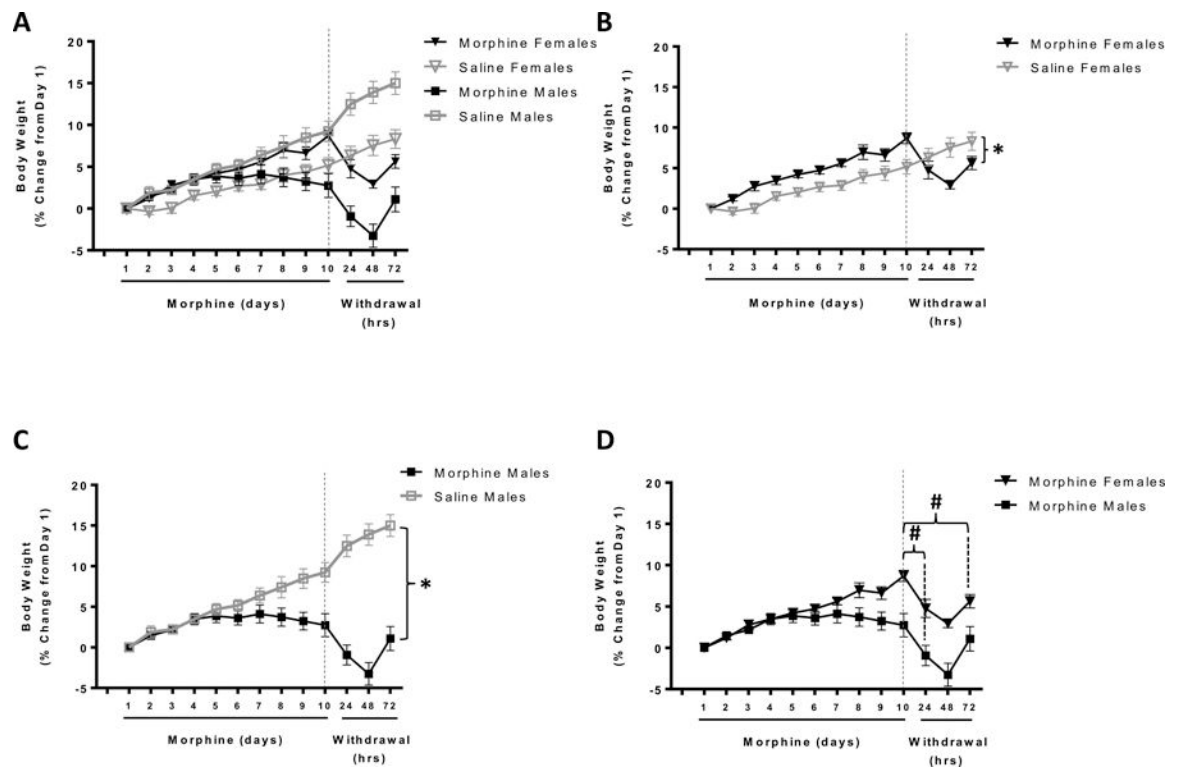 A
Body Weight
(% Change from Day 1)
20
15
10
5
0
-5
1 2 3 4 5 6 7 8 9 10 24 48 72
Morphine (days)
Withdrawal
(hrs)
Morphine Females
Saline Females
Morphine Males
Saline Males
B
Body Weight
(% Change from Day 1)
20
15
10
5
0
-5
1 2 3 4 5 6 7 8 9 10 24 48 72
Morphine (days)
Withdrawal
(hrs)
Morphine Females
Saline Females
*
C
Body Weight
(% Change from Day 1)
20
15
10
5
0
-5
1 2 3 4 5 6 7 8 9 10 24 48 72
Morphine (days)
Withdrawal
(hrs)
Morphine Males
Saline Males
*
D
Body Weight
(% Change from Day 1)
20
15
10
5
0
-5
1 2 3 4 5 6 7 8 9 10 24 48 72
Morphine (days)
Withdrawal
(hrs)
Morphine Females
Morphine Males
#
#